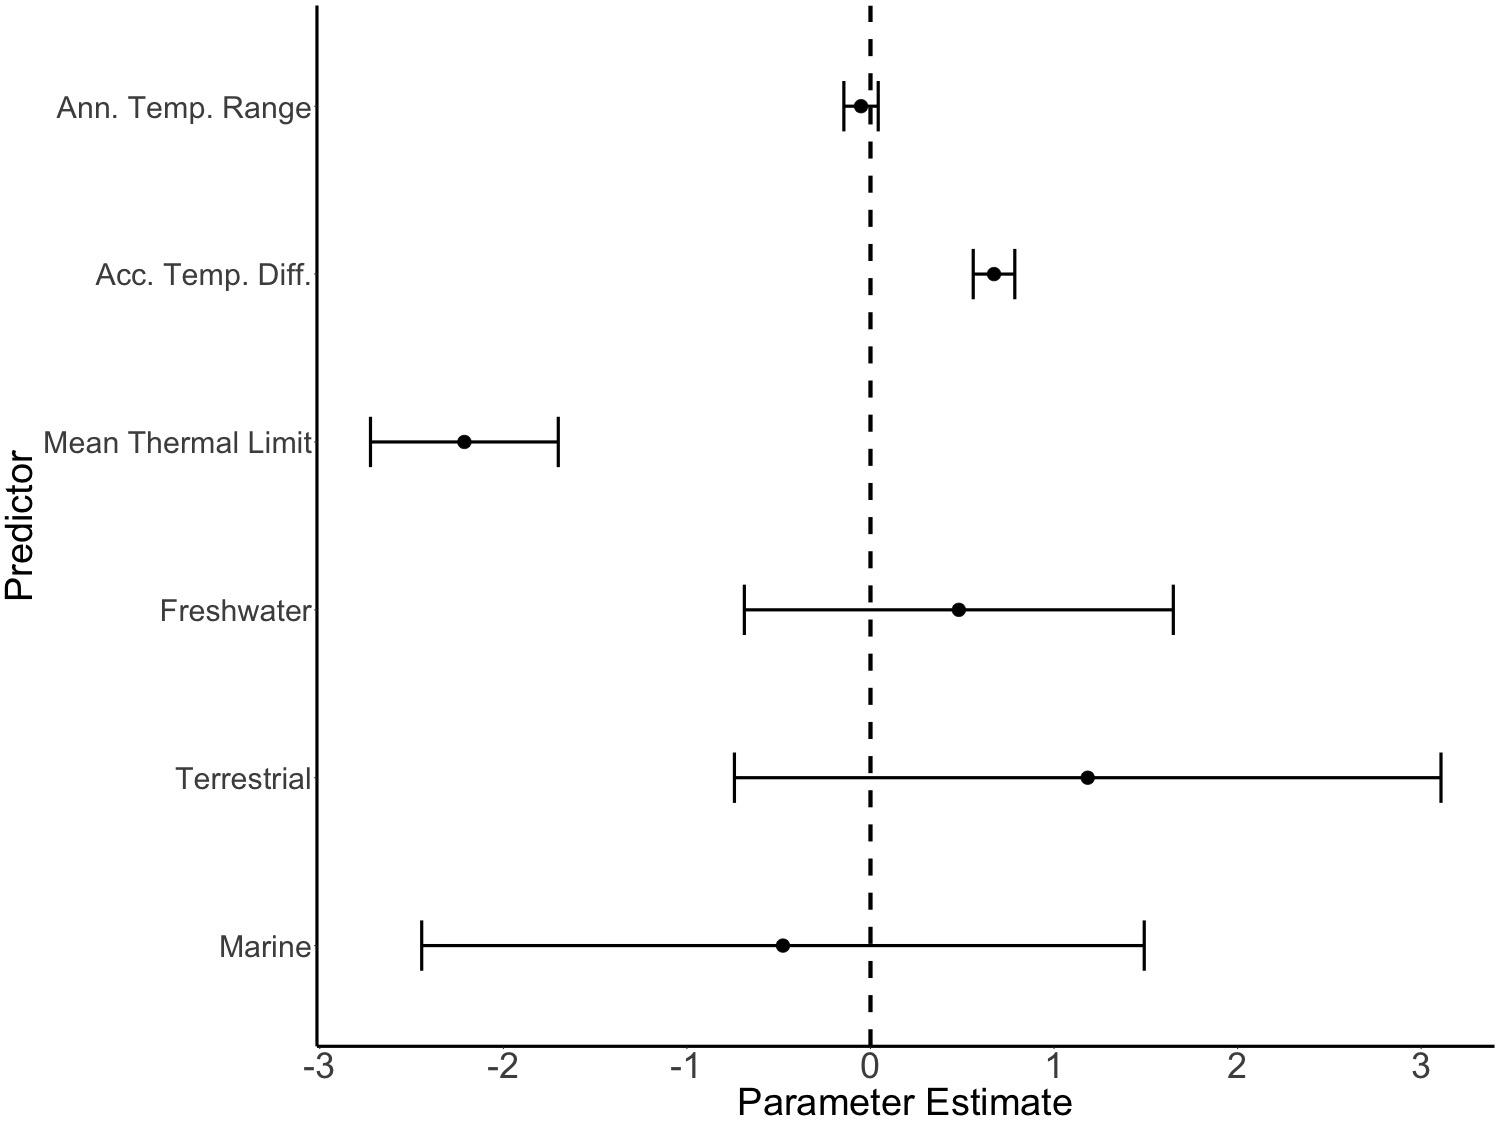 Predictor
Ann. Temp. Range
Acc. Temp. Diff.
Mean Thermal Limit
Freshwater
Terrestrial
Marine
-3 -2 -1 0 1 2 3
Parameter Estimate